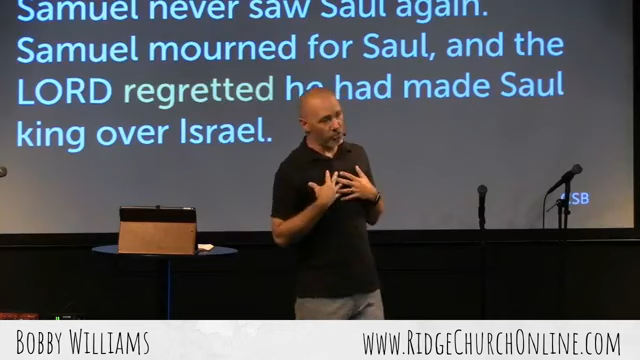 Samuel never saw Saul again.
Samuel mourned for Saul, and the
LORD regretted he had made Saul
king over Israel.
BOBBY WILLIAMS
WWW.RIDGECHURCHONLINE.COM